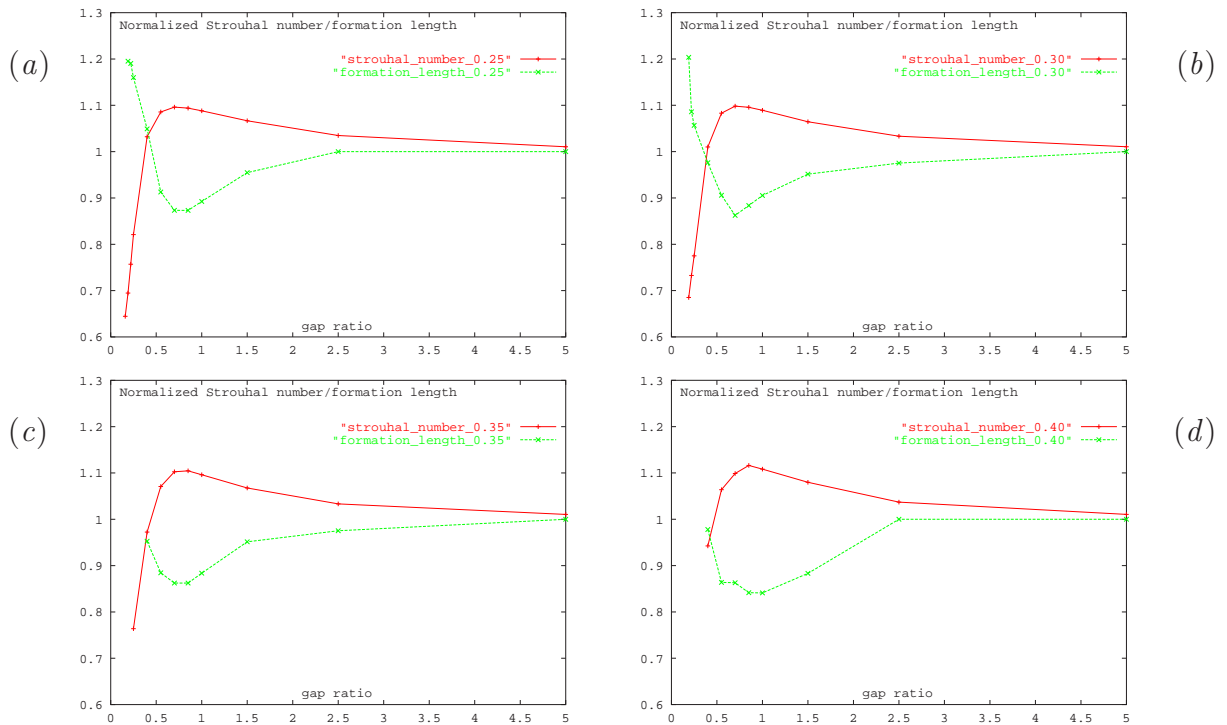 (a)
Normalized Strouhal number/formation length
"strouhal_number_0.25"
"formation_length_0.25"
1.3
1.2
1.1
1
0.9
0.8
0.7
0.6
gap ratio
0 0.5 1 1.5 2 2.5 3 3.5 4 4.5 5
(b)
Normalized Strouhal number/formation length
"strouhal_number_0.30"
"formation_length_0.30"
1.3
1.2
1.1
1
0.9
0.8
0.7
0.6
gap ratio
0 0.5 1 1.5 2 2.5 3 3.5 4 4.5 5
(c)
Normalized Strouhal number/formation length
"strouhal_number_0.35"
"formation_length_0.35"
1.3
1.2
1.1
1
0.9
0.8
0.7
0.6
gap ratio
0 0.5 1 1.5 2 2.5 3 3.5 4 4.5 5
(d)
Normalized Strouhal number/formation length
"strouhal_number_0.40"
"formation_length_0.40"
1.3
1.2
1.1
1
0.9
0.8
0.7
0.6
gap ratio
0 0.5 1 1.5 2 2.5 3 3.5 4 4.5 5